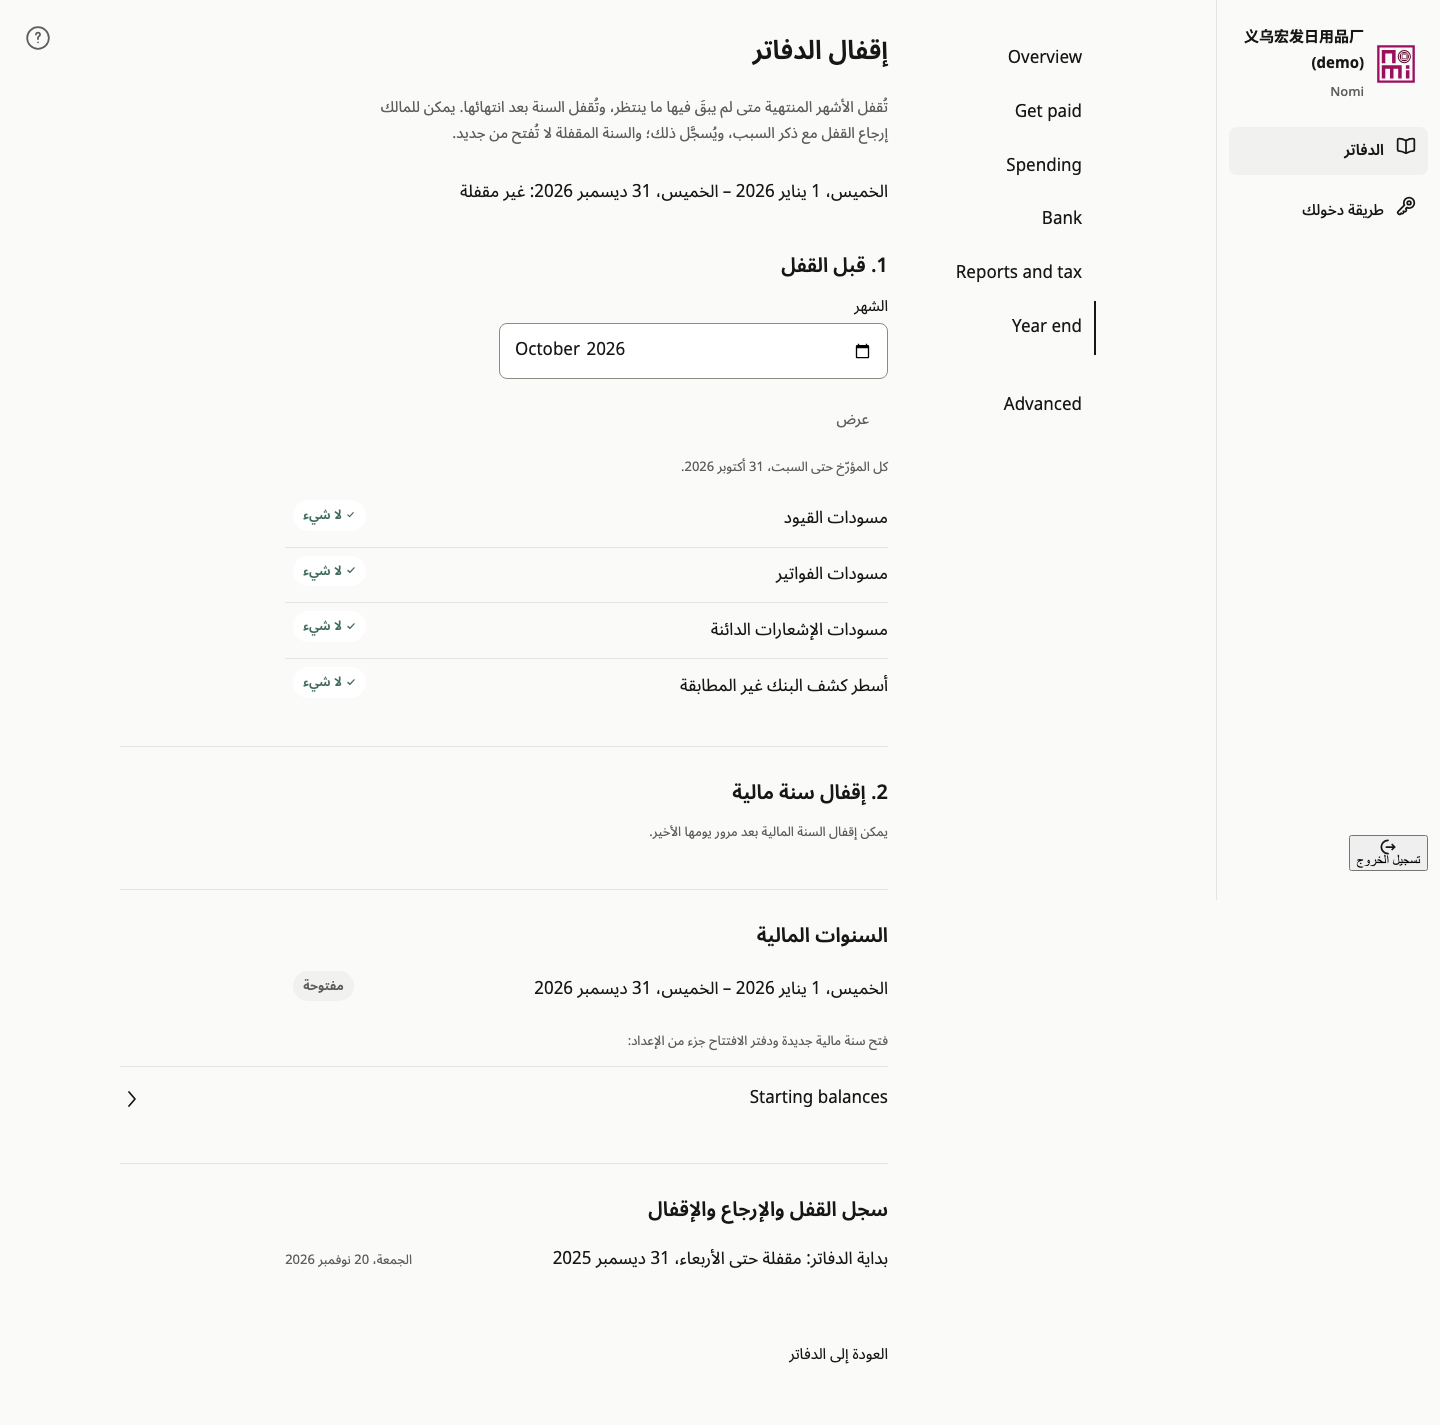 义乌宏发日用品厂
(demo)
Nomi
الدفاتر
طريقة دخولك
تسجيل الخروج
Overview
Get paid
Spending
Bank
Reports and tax
Year end
Advanced
إقفال الدفاتر
تُقفل الأشهر المنتهية متى لم يبقَ فيها ما ينتظر، وتُقفل السنة بعد انتهائها. يمكن للمالك
إرجاع القفل مع ذكر السبب، ويُسجَّل ذلك؛ والسنة المقفلة لا تُفتح من جديد.
الخميس، 1 يناير 2026 – الخميس، 31 ديسمبر 2026: غير مقفلة
1. قبل القفل
الشهر
October 2026
عرض
كل المؤرّخ حتى السبت، 31 أكتوبر 2026.
مسودات القيود
لا شيء
مسودات الفواتير
لا شيء
مسودات الإشعارات الدائنة
لا شيء
أسطر كشف البنك غير المطابقة
لا شيء
2. إقفال سنة مالية
يمكن إقفال السنة المالية بعد مرور يومها الأخير.
السنوات المالية
الخميس، 1 يناير 2026 – الخميس، 31 ديسمبر 2026
مفتوحة
فتح سنة مالية جديدة ودفتر الافتتاح جزء من الإعداد:
Starting balances
سجل القفل والإرجاع والإقفال
بداية الدفاتر: مقفلة حتى الأربعاء، 31 ديسمبر 2025
الجمعة، 20 نوفمبر 2026
العودة إلى الدفاتر